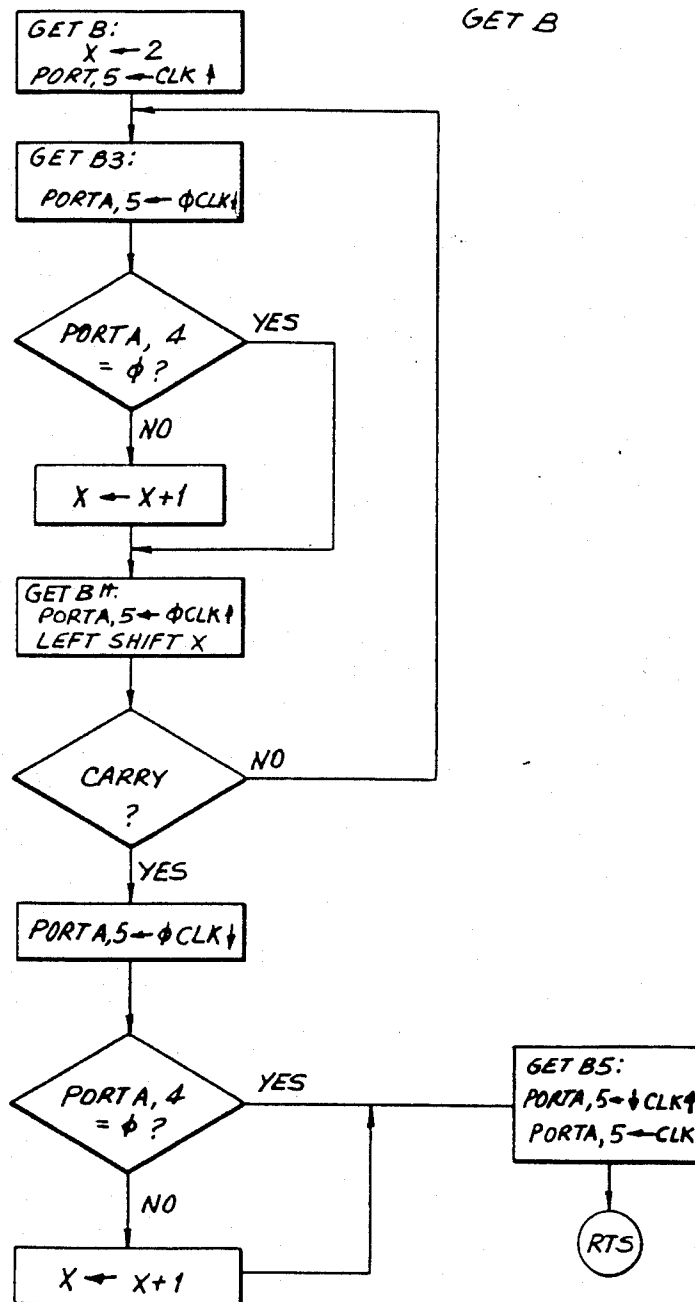 GET B
GET B:
X ← 2
PORT, 5 ← CLK ↑
GET B3:
PORTA, 5 ← ϕCLK↓
PORTA, 4
= ϕ ?
YES
NO
X ← X+1
GET B4:
PORTA, 5 ← ϕCLK↑
LEFT SHIFT X
CARRY
?
NO
YES
PORTA, 5 ← ϕCLK↓
PORTA, 4
= ϕ ?
YES
NO
X ← X+1
GET B5:
PORTA, 5 ← ↓CLK↑
PORTA, 5 ← CLK
RTS